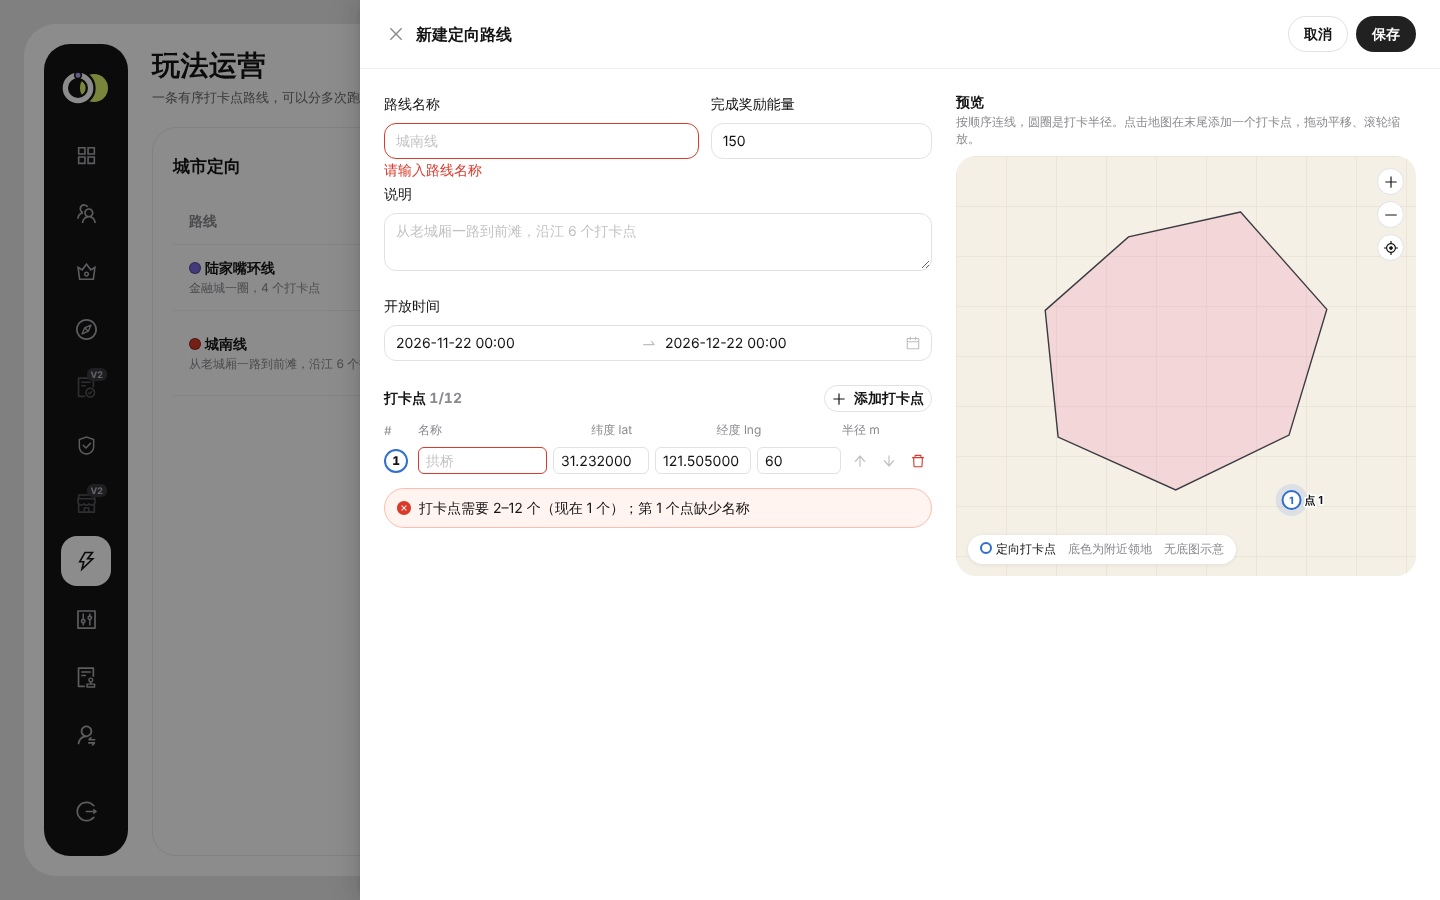 新建定向路线
取消
保存
玩法运营
一条有序打卡点路线，可以分多次跑
城市定向
路线
陆家嘴环线
金融城一圈，4 个打卡点
城南线
从老城厢一路到前滩，沿江 6 个
V2
V2
路线名称
完成奖励能量
城南线
150
请输入路线名称
说明
从老城厢一路到前滩，沿江 6 个打卡点
开放时间
2026-11-22 00:00
2026-12-22 00:00
打卡点 1/12
添加打卡点
# 名称 纬度 lat 经度 lng 半径 m
1 拱桥 31.232000 121.505000 60
打卡点需要 2–12 个（现在 1 个）；第 1 个点缺少名称
预览
按顺序连线，圆圈是打卡半径。点击地图在末尾添加一个打卡点，拖动平移、滚轮缩
放。
1 点 1
定向打卡点 底色为附近领地 无底图示意